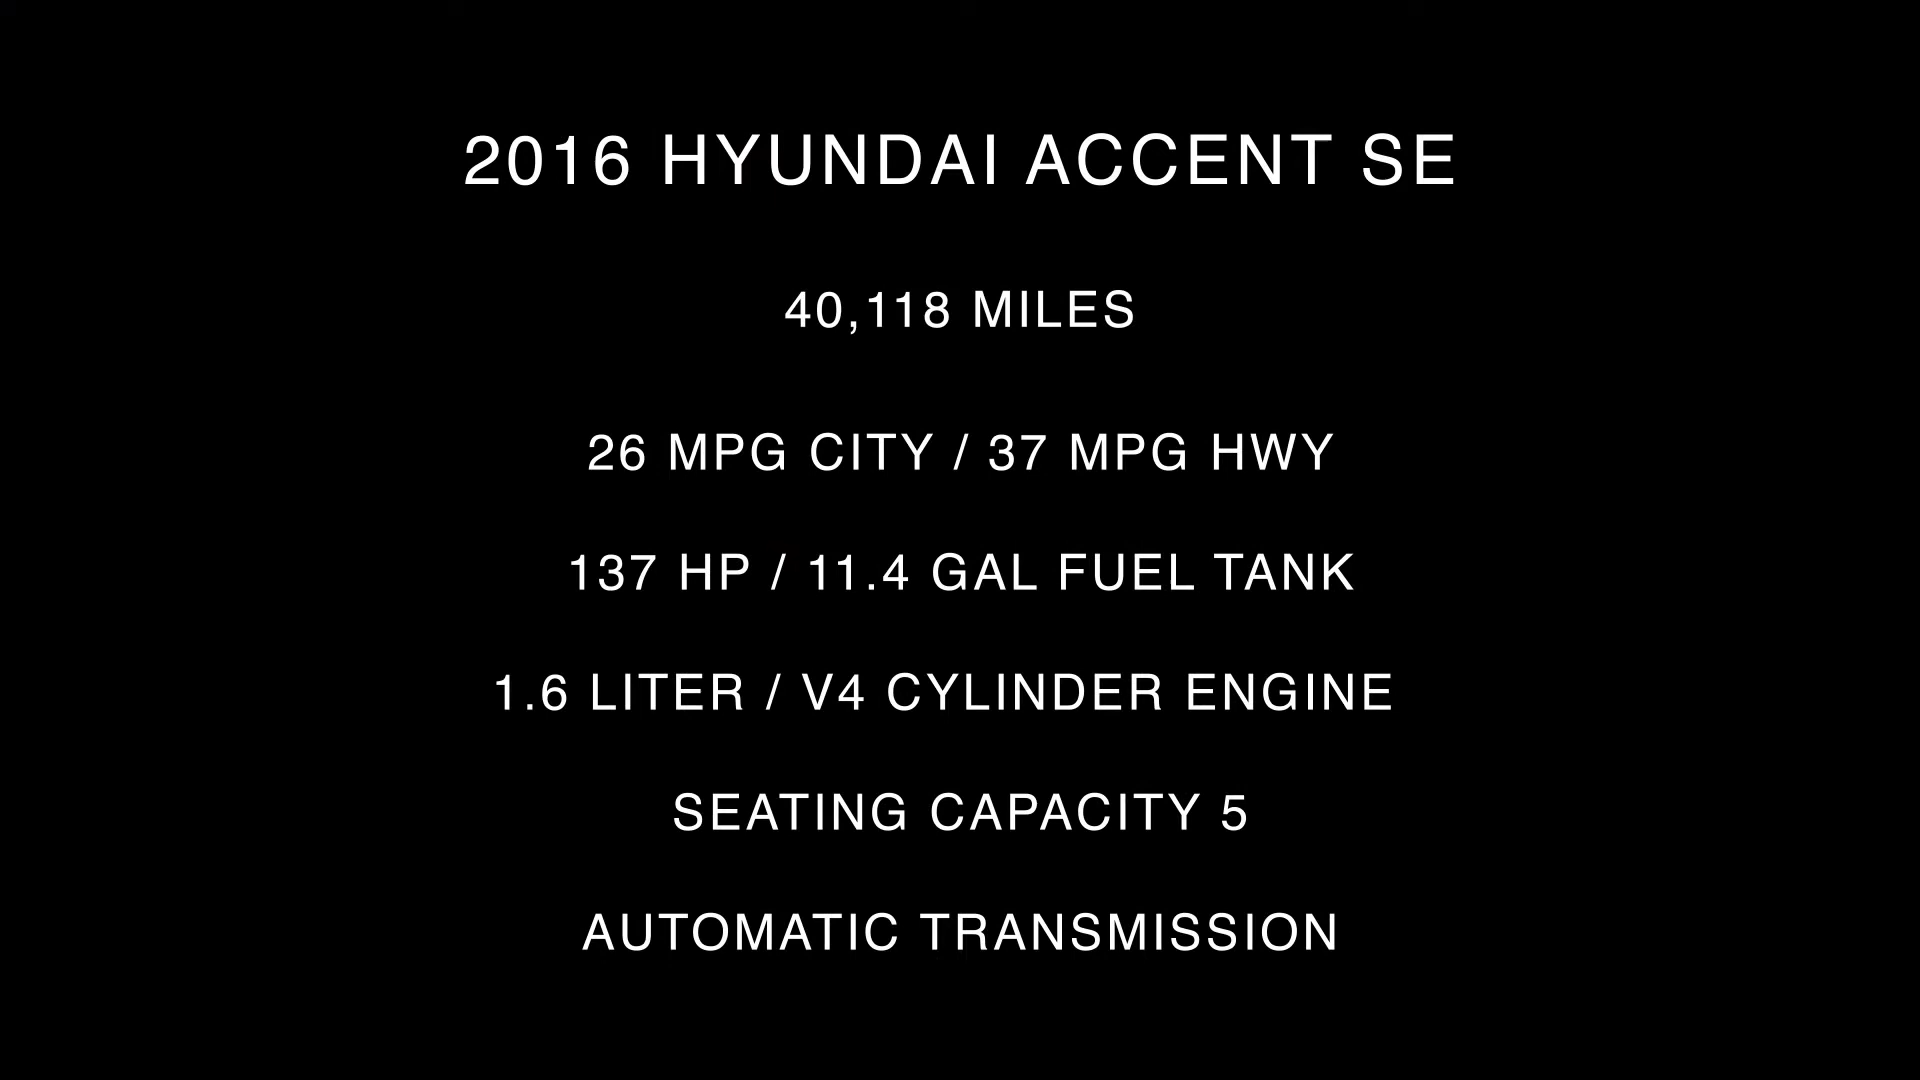 2016 HYUNDAI ACCENT SE
40,118 MILES
26 MPG CITY / 37 MPG HWY
137 HP / 11.4 GAL FUEL TANK
1.6 LITER / V4 CYLINDER ENGINE
SEATING CAPACITY 5
AUTOMATIC TRANSMISSION